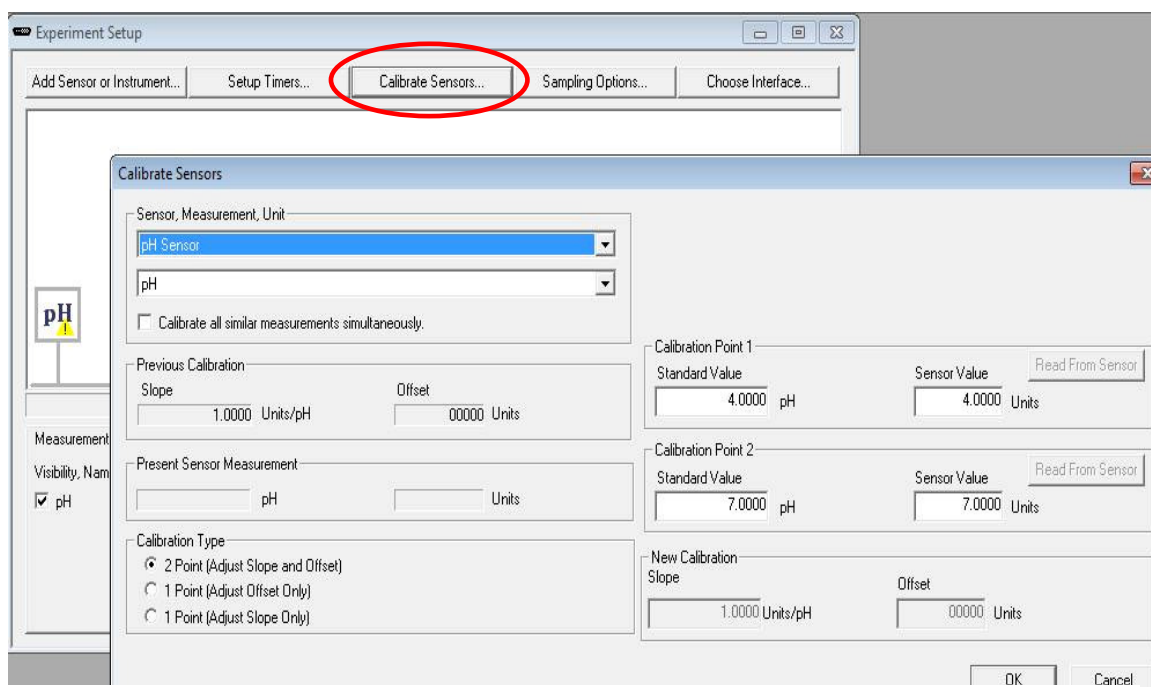 Experiment Setup
Add Sensor or Instrument... Setup Timers... Calibrate Sensors... Sampling Options... Choose Interface...
Calibrate Sensors
Sensor, Measurement, Unit
pH Sensor
pH
Calibrate all similar measurements simultaneously.
Previous Calibration
Slope Offset
1.0000 Units/pH 00000 Units
Present Sensor Measurement
pH Units
Calibration Type
2 Point (Adjust Slope and Offset)
1 Point (Adjust Offset Only)
1 Point (Adjust Slope Only)
Calibration Point 1
Standard Value Sensor Value Read From Sensor
4.0000 pH 4.0000 Units
Calibration Point 2
Standard Value Sensor Value Read From Sensor
7.0000 pH 7.0000 Units
New Calibration
Slope Offset
1.0000 Units/pH 00000 Units
OK Cancel
pH
Measurement
Visibility, Nam
pH